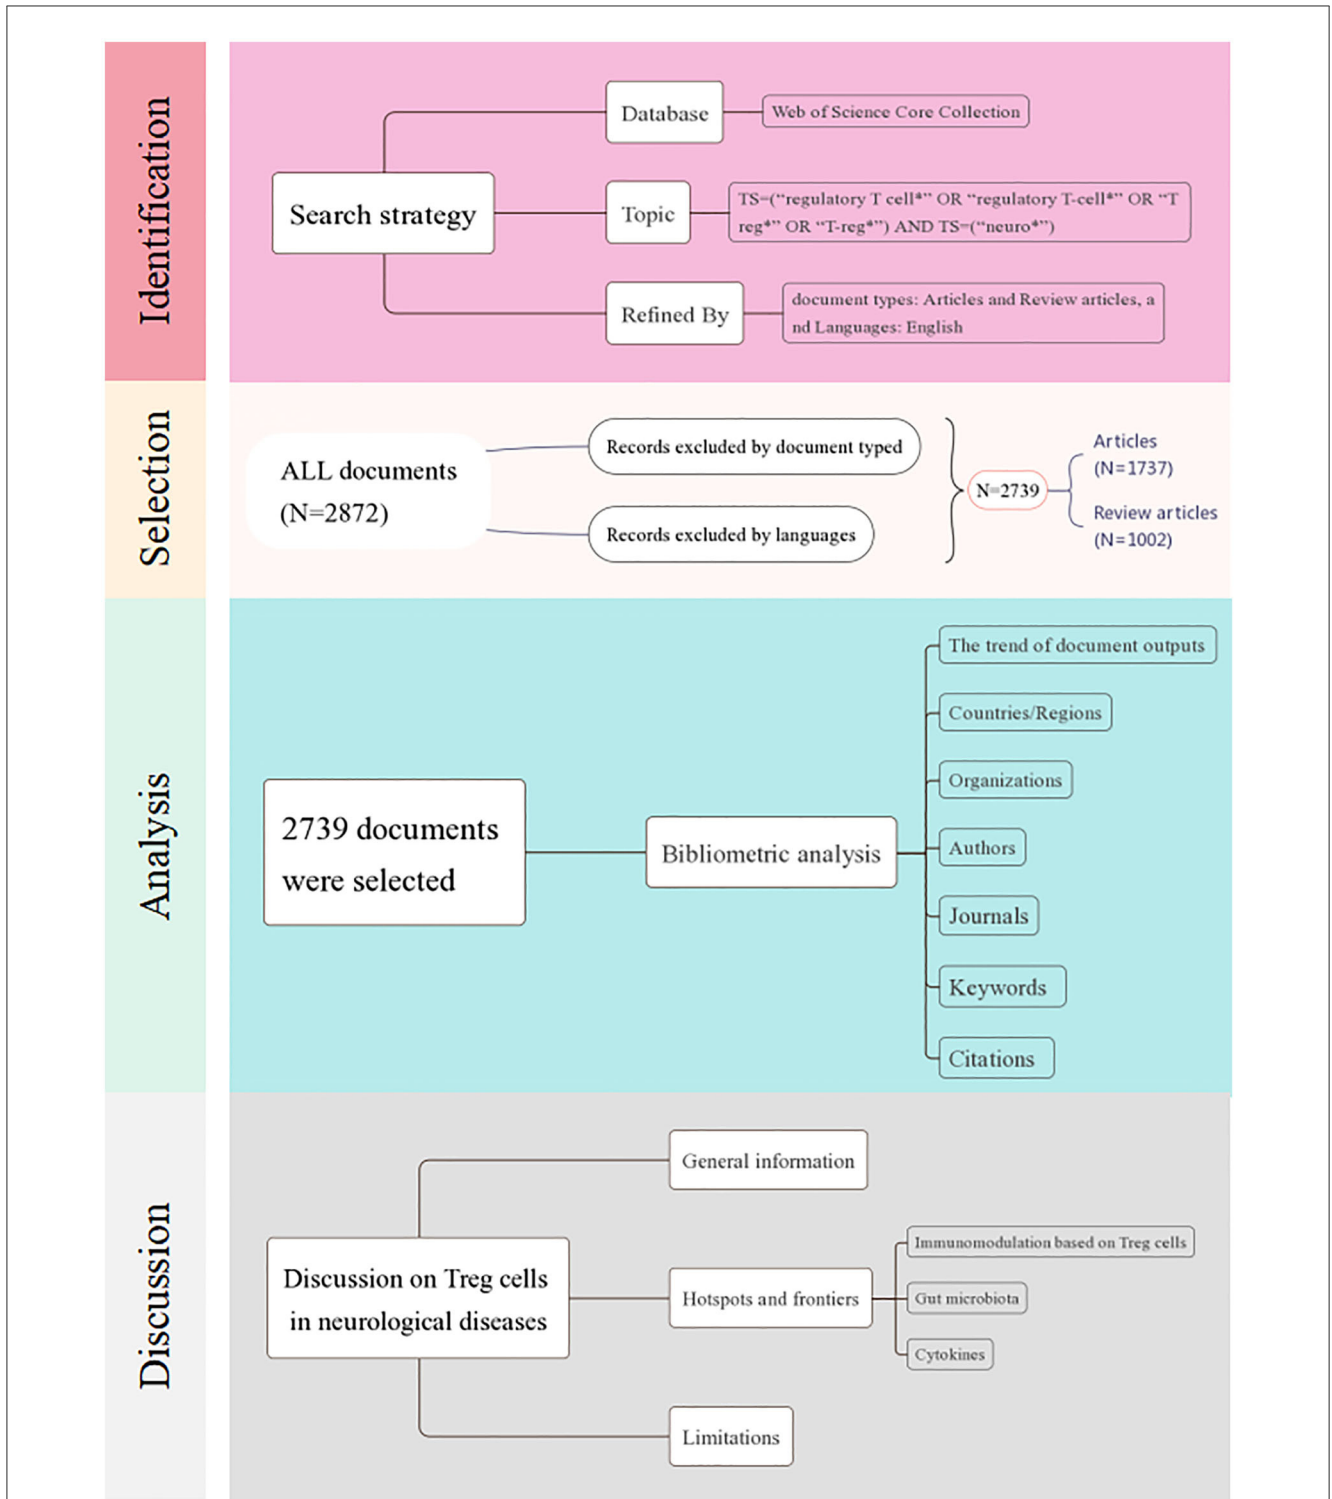 Identification
Search strategy
Database
Web of Science Core Collection
Topic
TS=(“regulatory T cell*” OR “regulatory T-cell*” OR “T
reg*” OR “T-reg*”) AND TS=(“neuro*”)
Refined By
document types: Articles and Review articles, a
nd Languages: English
Selection
ALL documents
(N=2872)
Records excluded by document typed
Records excluded by languages
N=2739
Articles
(N=1737)
Review articles
(N=1002)
Analysis
2739 documents
were selected
Bibliometric analysis
The trend of document outputs
Countries/Regions
Organizations
Authors
Journals
Keywords
Citations
Discussion
Discussion on Treg cells
in neurological diseases
General information
Hotspots and frontiers
Immunomodulation based on Treg cells
Gut microbiota
Cytokines
Limitations